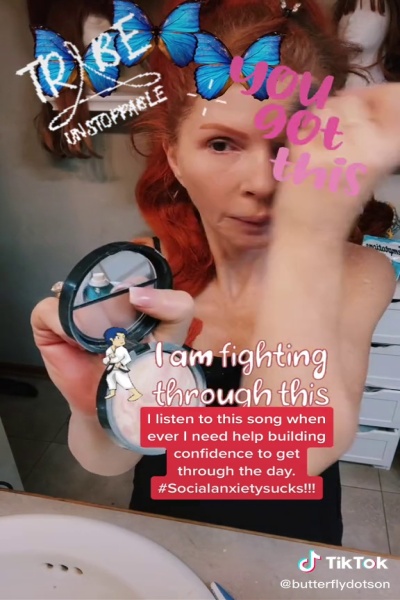 TRIBE
UNSTOPPABLE
you
got
this
I am fighting
through this
I listen to this song when
ever I need help building
confidence to get
through the day.
#Socialanxietysucks!!!
TikTok
@butterflydotson